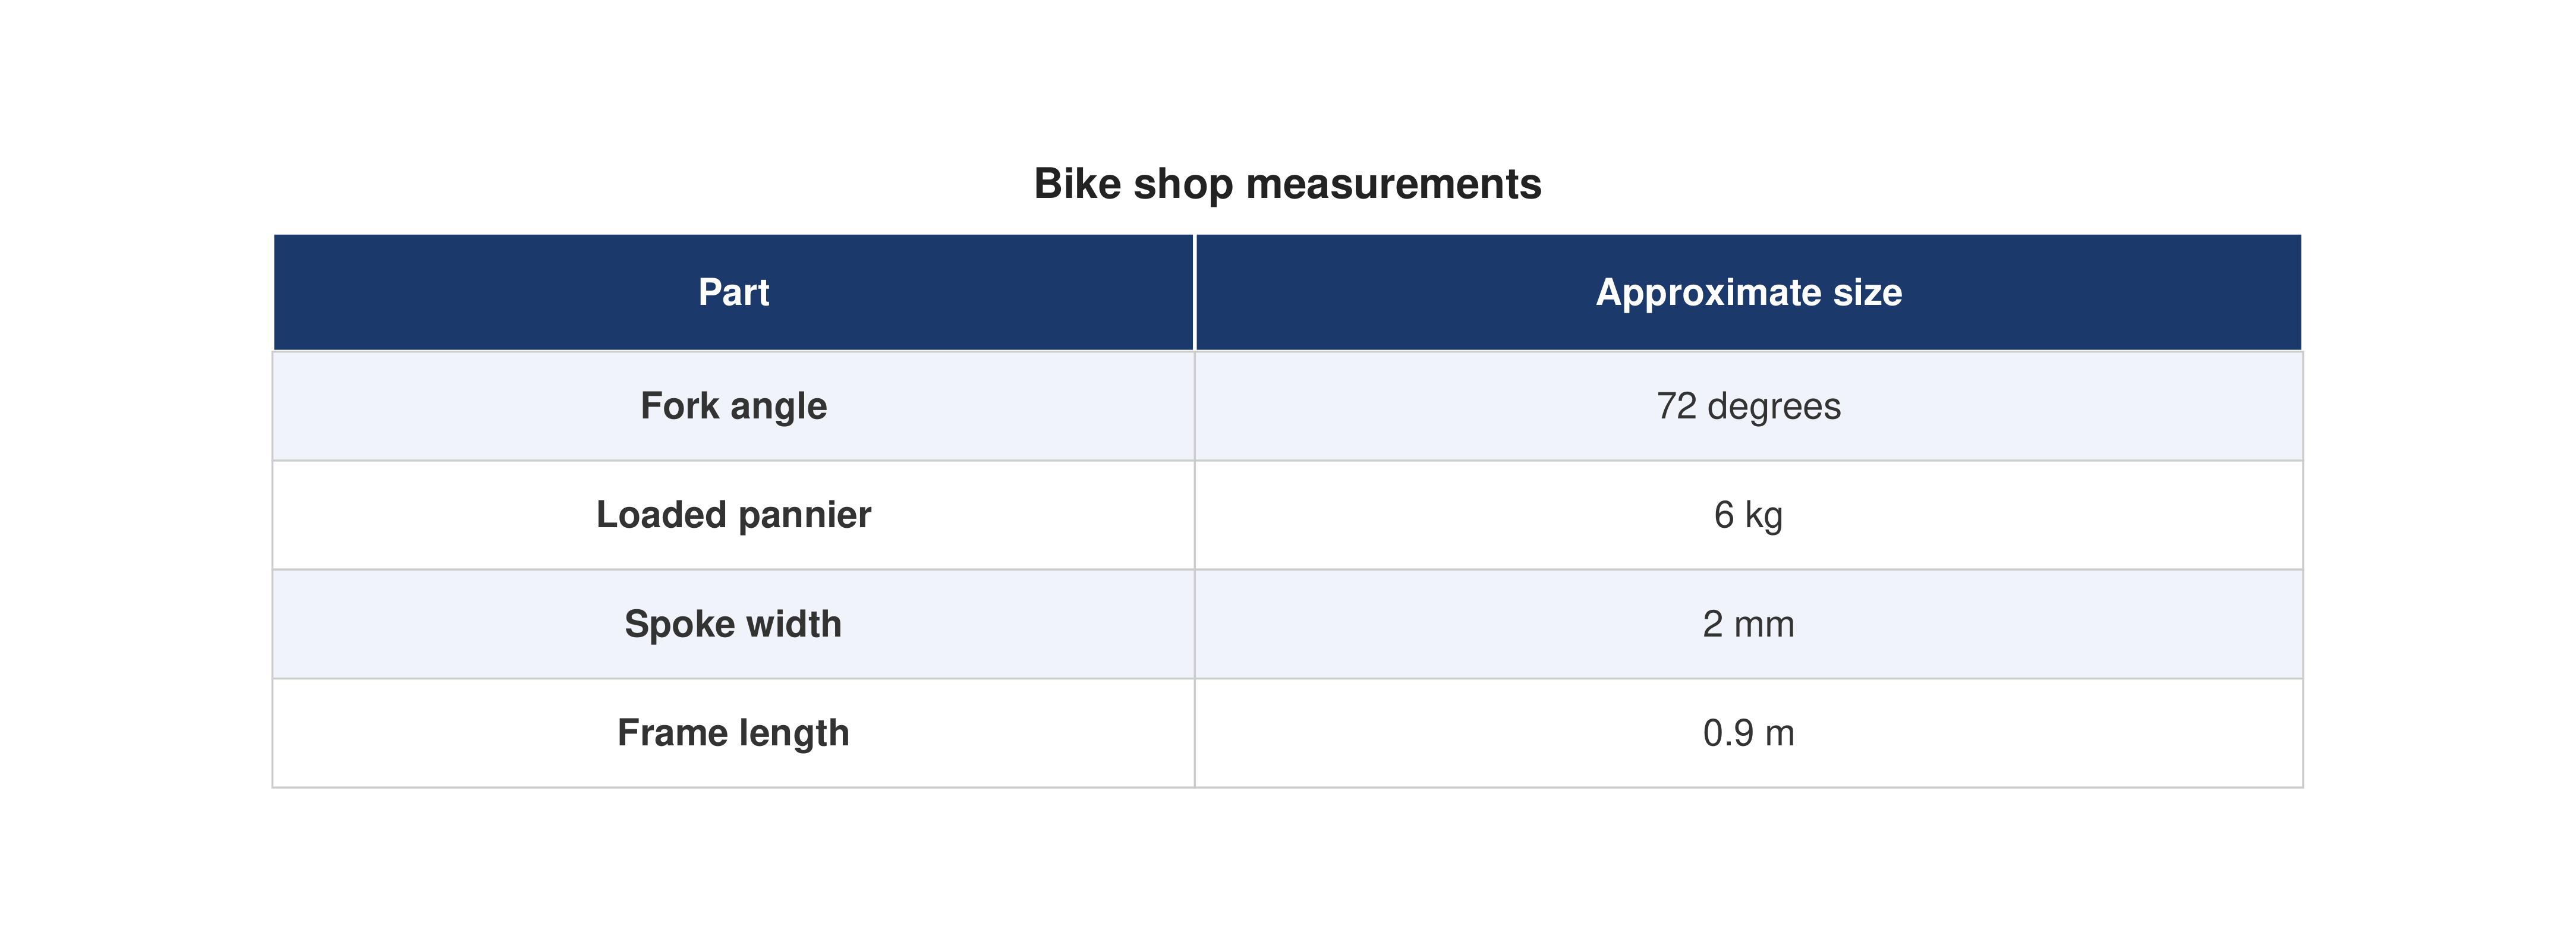 Bike shop measurements
Part Approximate size
Fork angle 72 degrees
Loaded pannier 6 kg
Spoke width 2 mm
Frame length 0.9 m